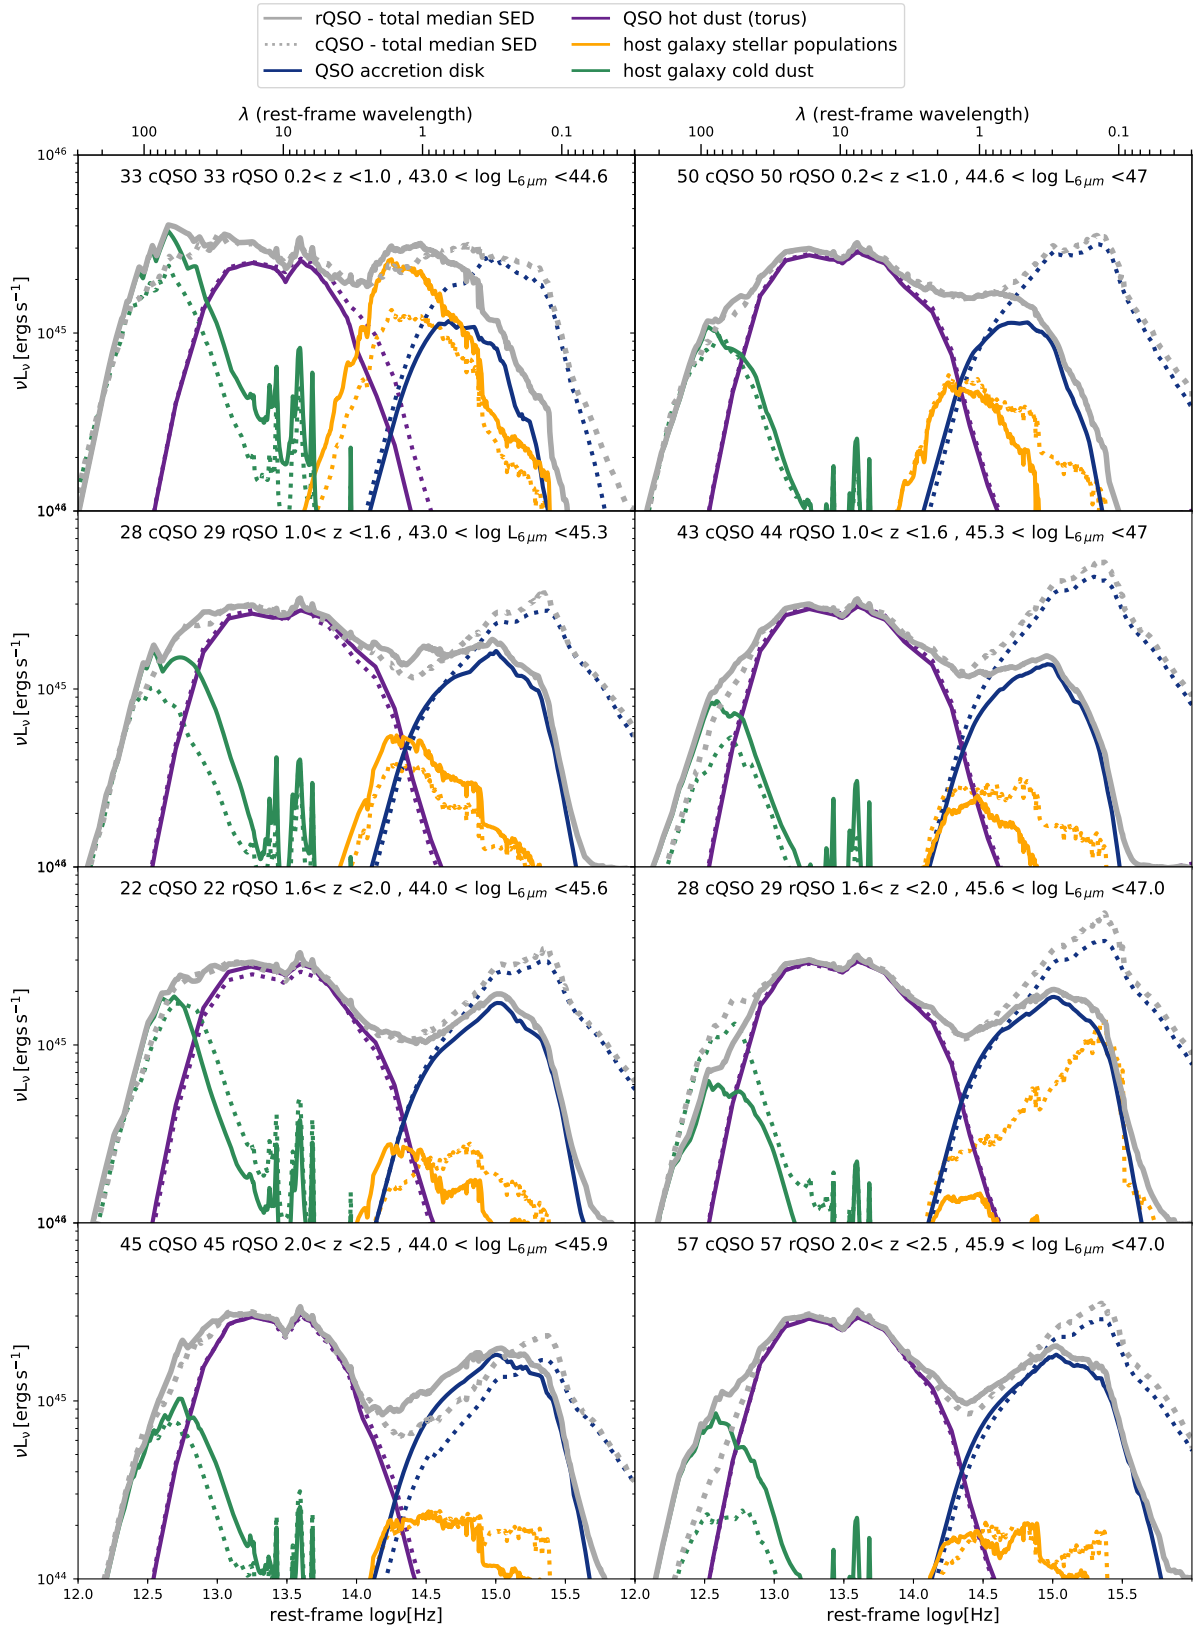 rQSO - total median SED
cQSO - total median SED
QSO accretion disk
QSO hot dust (torus)
host galaxy stellar populations
host galaxy cold dust
λ (rest-frame wavelength)
λ (rest-frame wavelength)
100 10 1 0.1
100 10 1 0.1
33 cQSO 33 rQSO 0.2< z <1.0 , 43.0 < log L6μm <44.6
50 cQSO 50 rQSO 0.2< z <1.0 , 44.6 < log L6μm <47
10^46
νLν [ergs s−1]
10^45
28 cQSO 29 rQSO 1.0< z <1.6 , 43.0 < log L6μm <45.3
43 cQSO 44 rQSO 1.0< z <1.6 , 45.3 < log L6μm <47
νLν [ergs s−1]
10^45
22 cQSO 22 rQSO 1.6< z <2.0 , 44.0 < log L6μm <45.6
28 cQSO 29 rQSO 1.6< z <2.0 , 45.6 < log L6μm <47.0
νLν [ergs s−1]
10^45
45 cQSO 45 rQSO 2.0< z <2.5 , 44.0 < log L6μm <45.9
57 cQSO 57 rQSO 2.0< z <2.5 , 45.9 < log L6μm <47.0
νLν [ergs s−1]
10^45
10^44
12.0 12.5 13.0 13.5 14.0 14.5 15.0 15.5 12.0 12.5 13.0 13.5 14.0 14.5 15.0 15.5
rest-frame logν[Hz]
rest-frame logν[Hz]